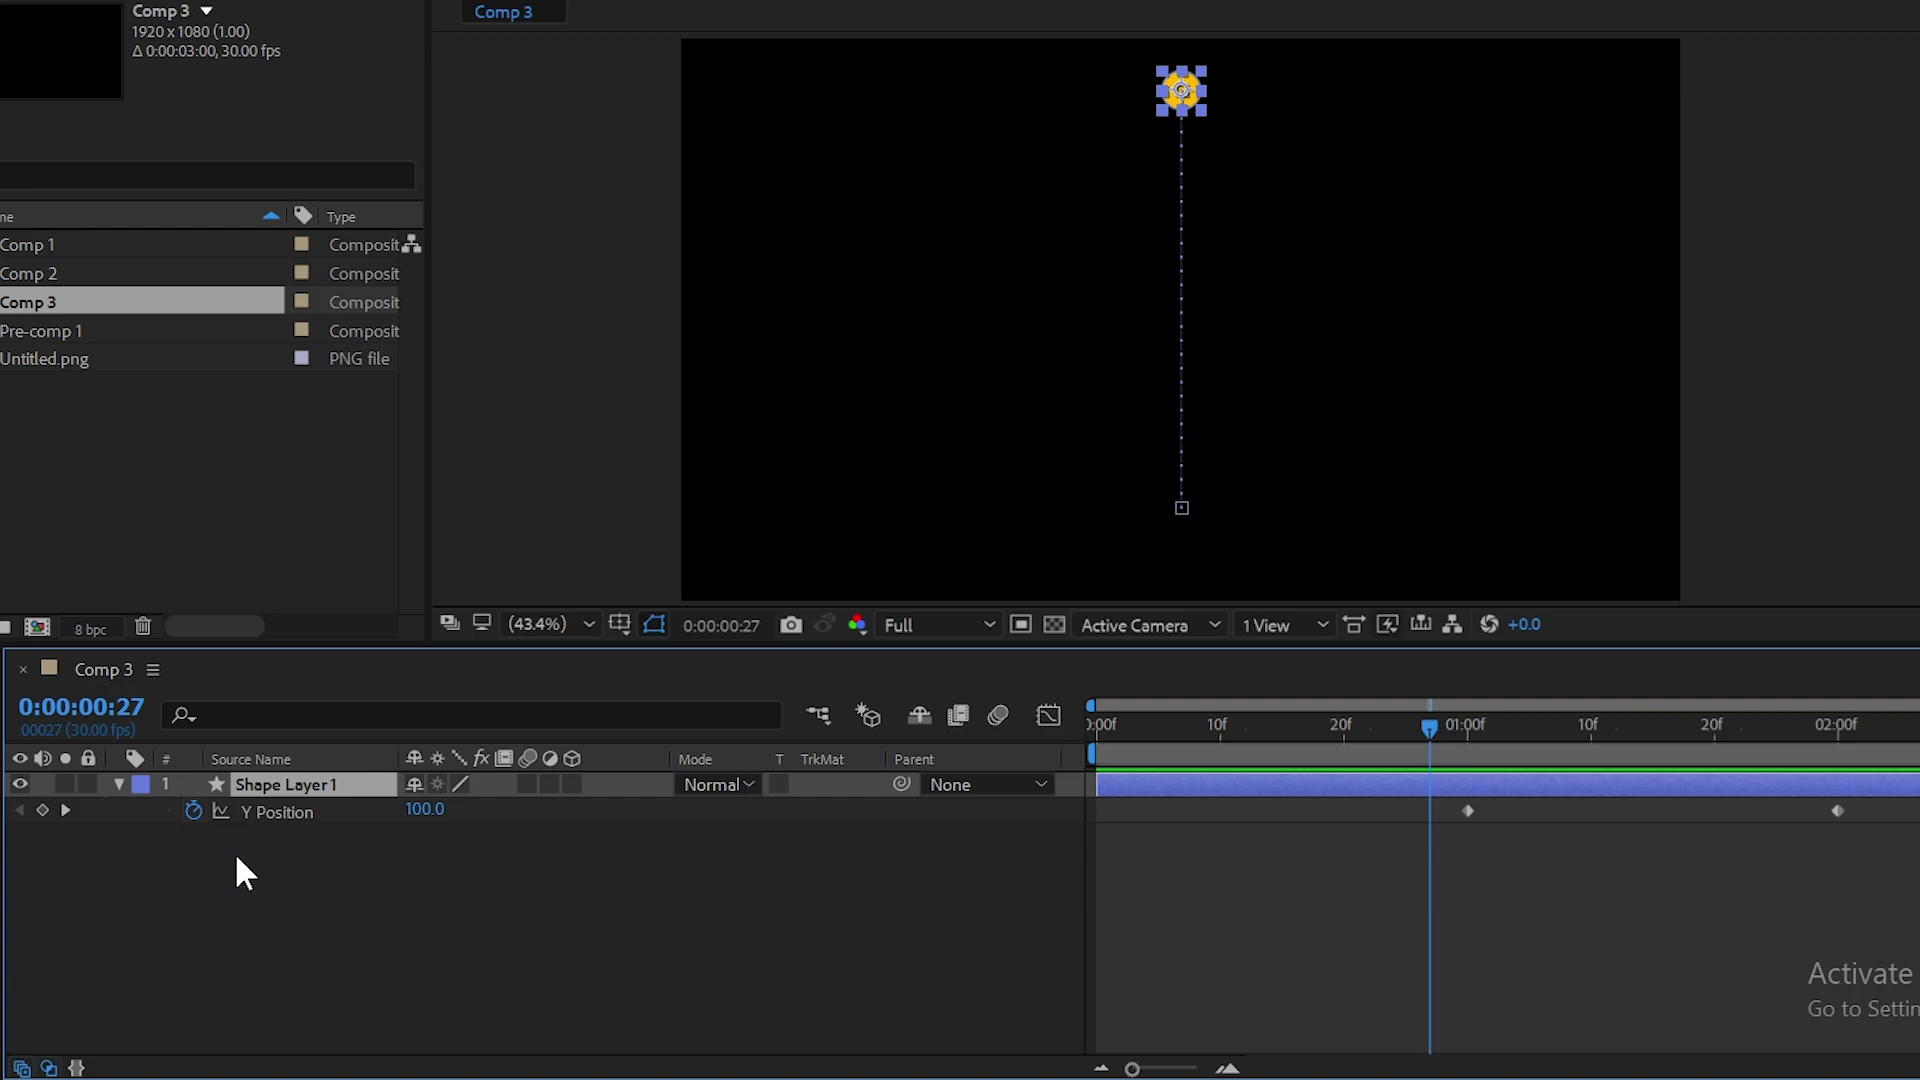 Comp 3
1920 x 1080 (1.00)
Δ 0:00:03:00, 30.00 fps
Comp 3
me
Type
Comp 1
Composit
Comp 2
Composit
Comp 3
Composit
Pre-comp 1
Composit
Untitled.png
PNG file
8 bpc
(43.4%)
0:00:00:27
Full
Active Camera
1 View
+0.0
Comp 3
0:00:00:27
00027 (30.00 fps)
#
Source Name
fx
Mode
T
TrkMat
Parent
1
Shape Layer 1
Normal
None
Y Position
100.0
):00f
10f
20f
01:00f
10f
20f
02:00f
Activate
Go to Settin